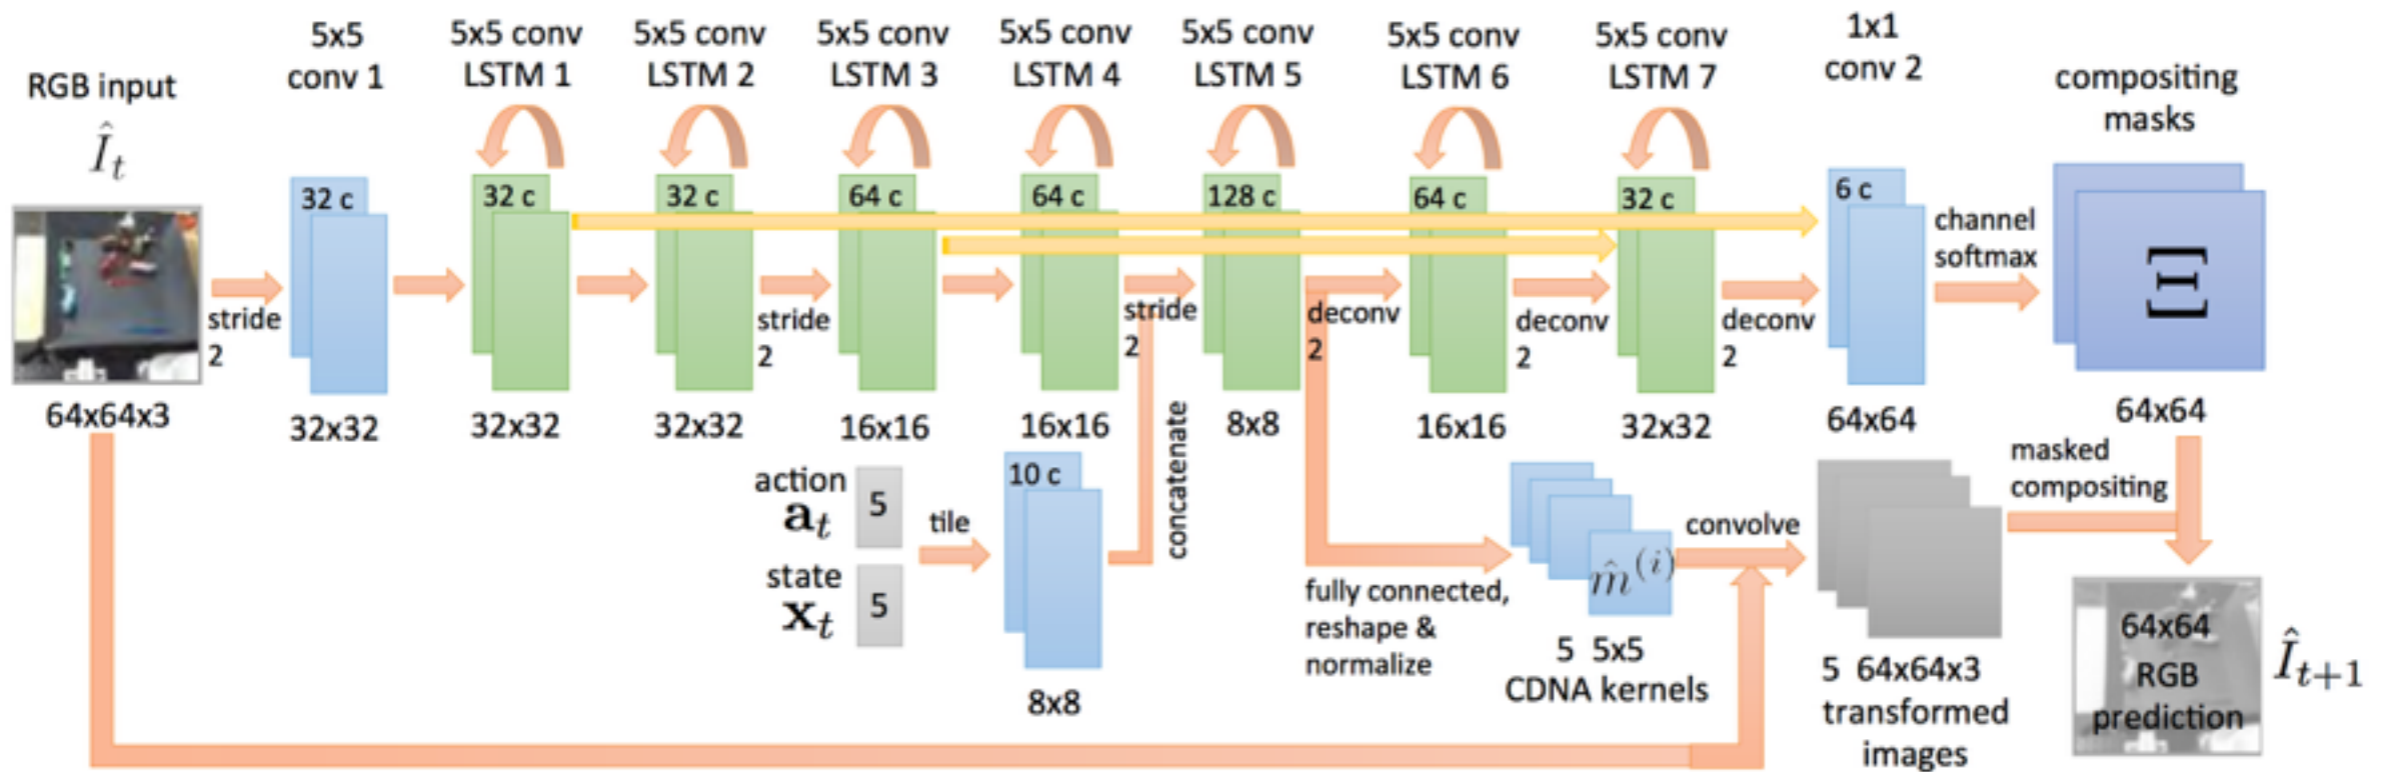 RGB input
Î_t
64x64x3
stride
2
5x5
conv 1
32 c
32x32
5x5 conv
LSTM 1
32 c
32x32
5x5 conv
LSTM 2
32 c
32x32
stride
2
5x5 conv
LSTM 3
64 c
16x16
5x5 conv
LSTM 4
64 c
16x16
stride
2
5x5 conv
LSTM 5
128 c
8x8
deconv
2
5x5 conv
LSTM 6
64 c
16x16
deconv
2
5x5 conv
LSTM 7
32 c
32x32
deconv
2
1x1
conv 2
6 c
64x64
channel
softmax
compositing
masks
Ξ
64x64
action
a_t
5
state
x_t
5
tile
10 c
8x8
concatenate
fully connected,
reshape &
normalize
m̂^(i)
5 5x5
CDNA kernels
convolve
5 64x64x3
transformed
images
masked
compositing
64x64
RGB
prediction
Î_{t+1}